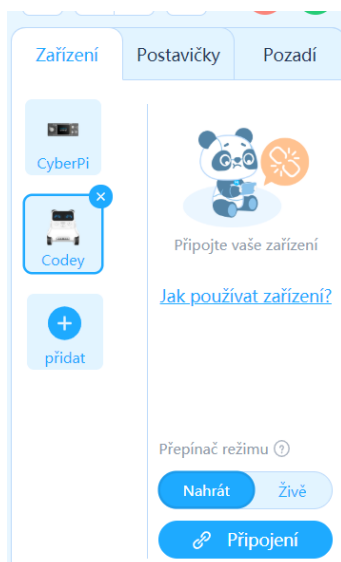 Zařízení
Postavičky
Pozadí
CyberPi
Codey
přidat
Připojte vaše zařízení
Jak používat zařízení?
Přepínač režimu ?
Nahrát
Živě
Připojení